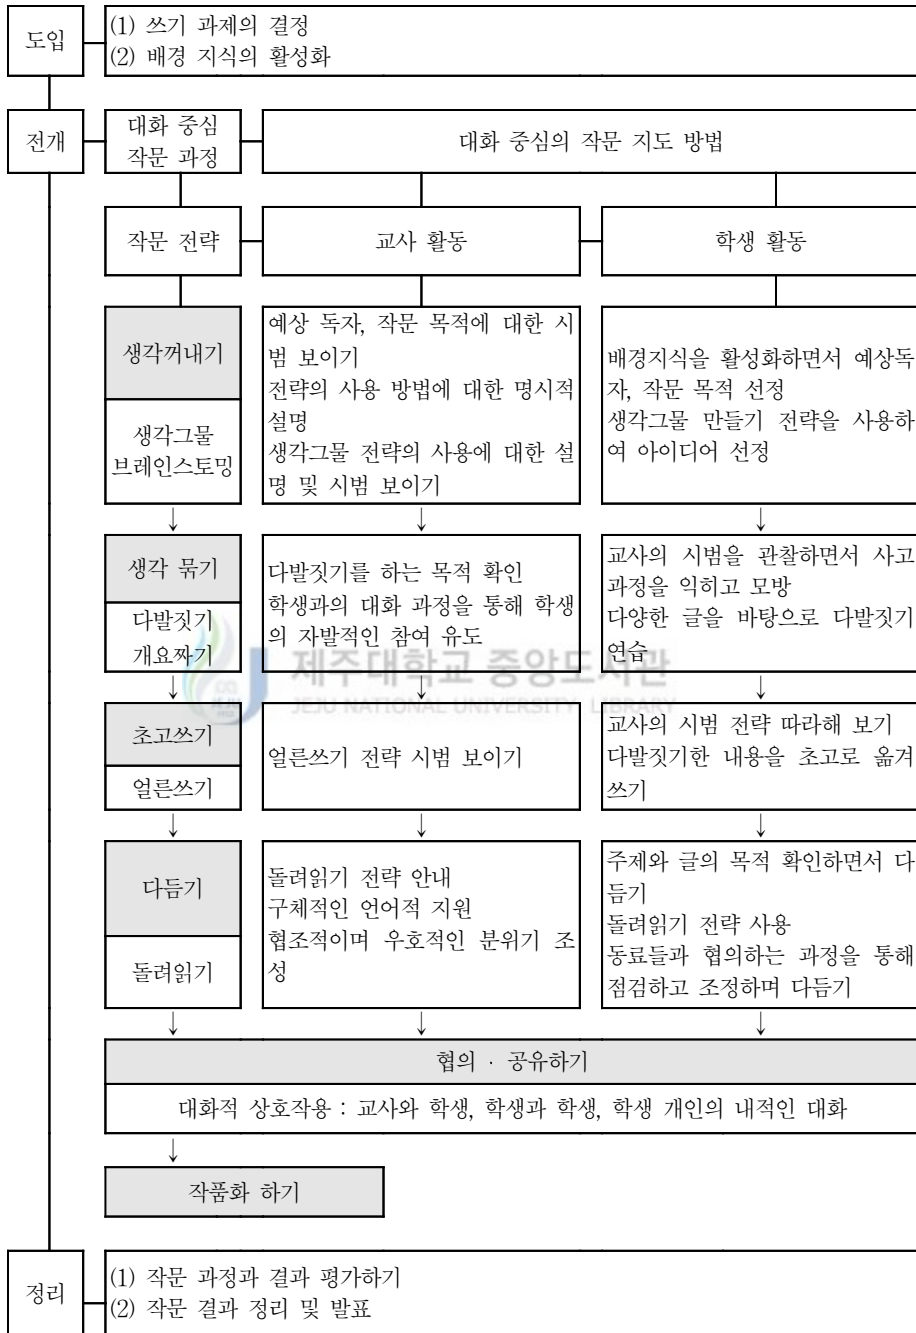 도입
(1) 쓰기 과제의 결정
(2) 배경 지식의 활성화
전개
대화 중심
작문 과정
대화 중심의 작문 지도 방법
작문 전략
교사 활동
학생 활동
생각꺼내기
생각그물
브레인스토밍
예상 독자, 작문 목적에 대한 시
범 보이기
전략의 사용 방법에 대한 명시적
설명
생각그물 전략의 사용에 대한 설
명 및 시범 보이기
배경지식을 활성화하면서 예상독
자, 작문 목적 선정
생각그물 만들기 전략을 사용하
여 아이디어 선정
↓ ↓ ↓
생각 묶기
다발짓기
개요짜기
다발짓기를 하는 목적 확인
학생과의 대화 과정을 통해 학생
의 자발적인 참여 유도
교사의 시범을 관찰하면서 사고
과정을 익히고 모방
다양한 글을 바탕으로 다발짓기
연습
제주대학교 중앙도서관
JEJU NATIONAL UNIVERSITY LIBRARY
↓ ↓ ↓
초고쓰기
얼른쓰기
얼른쓰기 전략 시범 보이기
교사의 시범 전략 따라해 보기
다발짓기한 내용을 초고로 옮겨
쓰기
↓ ↓ ↓
다듬기
돌려읽기
돌려읽기 전략 안내
구체적인 언어적 지원
협조적이며 우호적인 분위기 조
성
주제와 글의 목적 확인하면서 다
듬기
돌려읽기 전략 사용
동료들과 협의하는 과정을 통해
점검하고 조정하며 다듬기
↓ ↓ ↓
협의 · 공유하기
대화적 상호작용 : 교사와 학생, 학생과 학생, 학생 개인의 내적인 대화
↓
작품화 하기
정리
(1) 작문 과정과 결과 평가하기
(2) 작문 결과 정리 및 발표